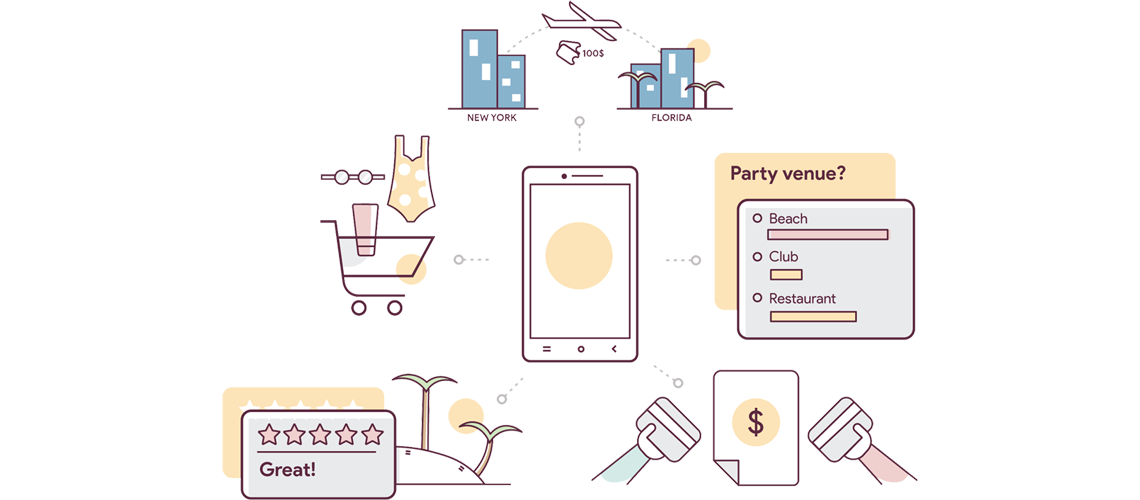 100$
NEW YORK
FLORIDA
Party venue?
Beach
Club
Restaurant
Great!
$